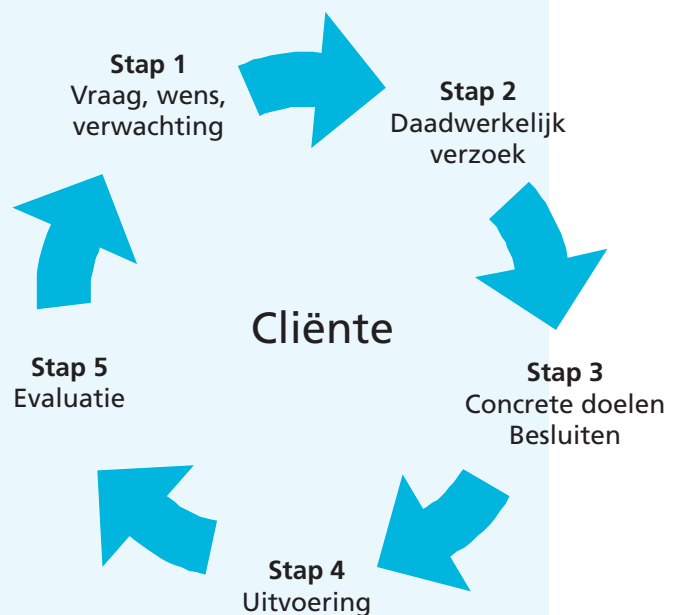 Stap 1
Vraag, wens,
verwachting
Stap 2
Daadwerkelijk
verzoek
Cliënte
Stap 3
Concrete doelen
Besluiten
Stap 4
Uitvoering
Stap 5
Evaluatie